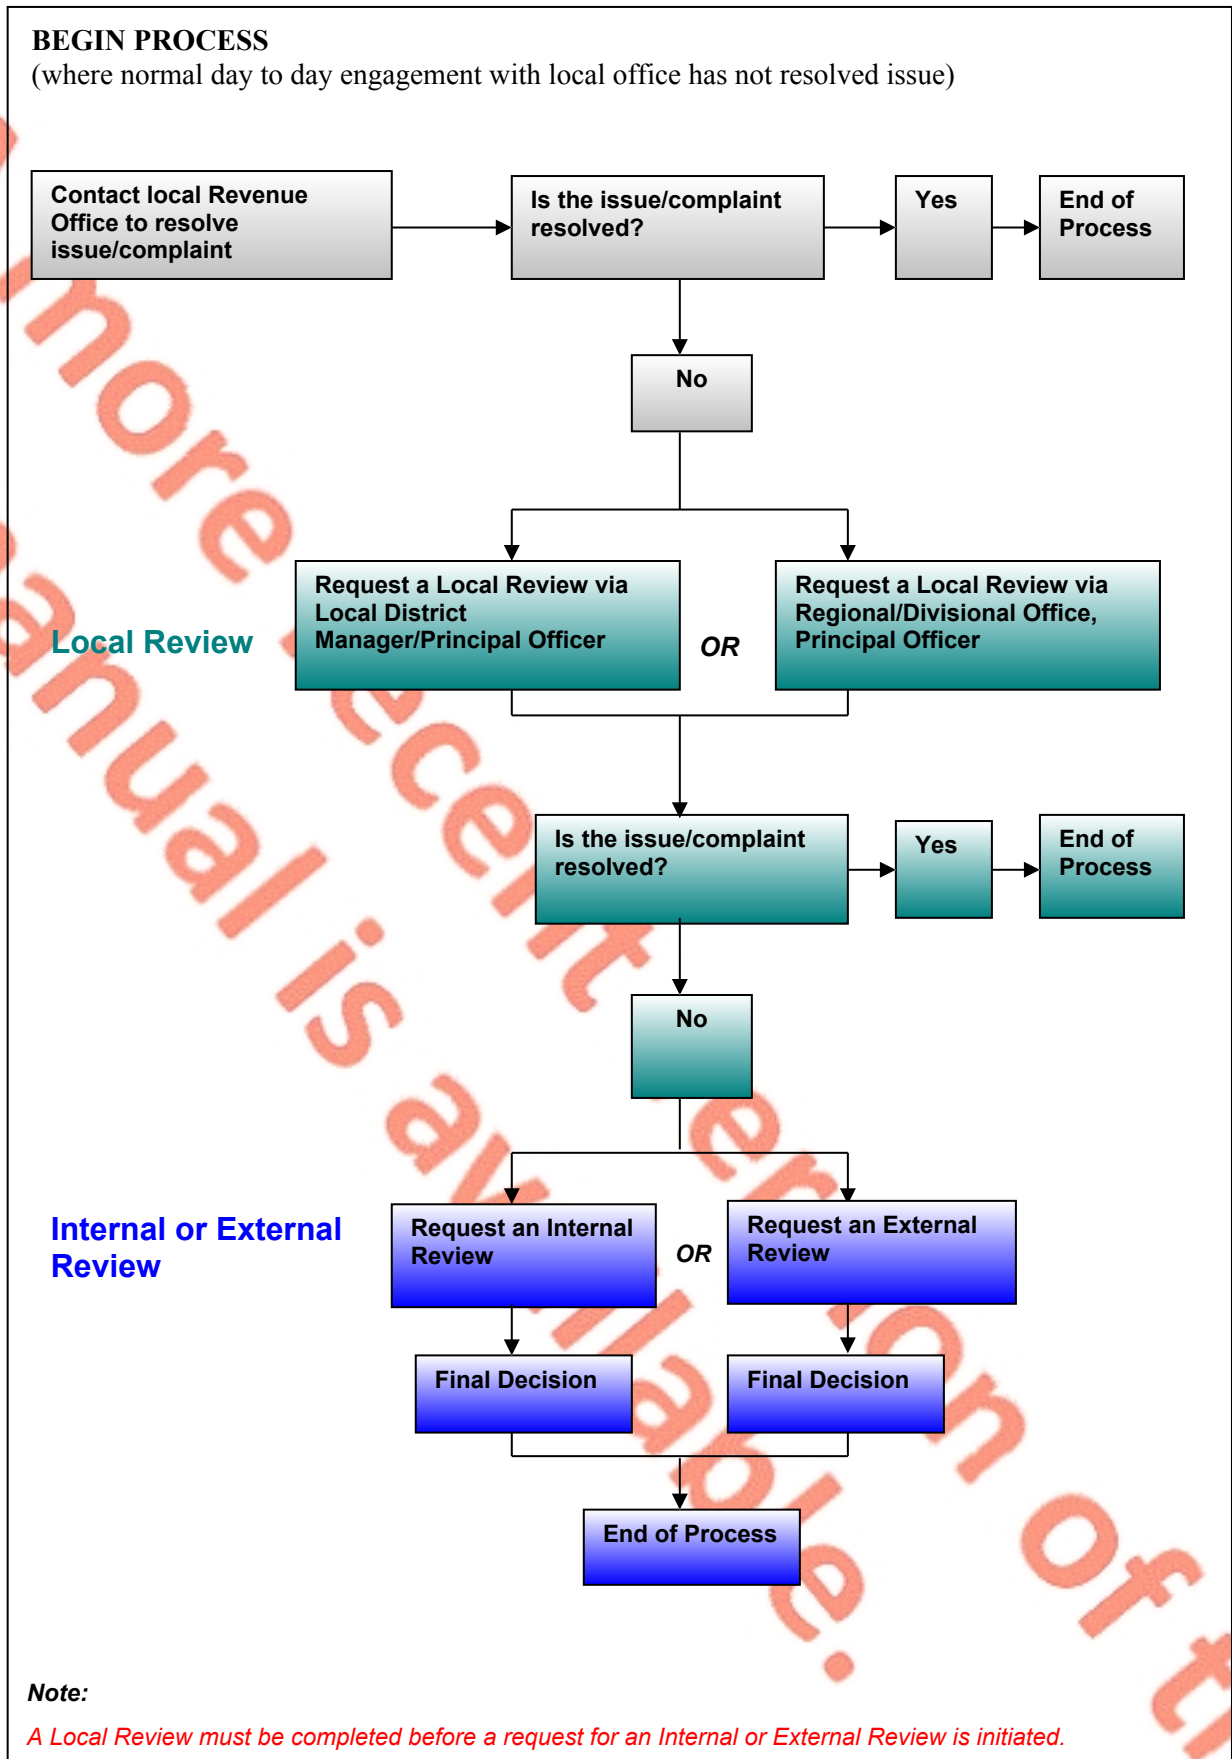 BEGIN PROCESS
(where normal day to day engagement with local office has not resolved issue)
Contact local Revenue
Office to resolve
issue/complaint
Is the issue/complaint
resolved?
Yes
End of
Process
No
Local Review
Request a Local Review via
Local District
Manager/Principal Officer
OR
Request a Local Review via
Regional/Divisional Office,
Principal Officer
Is the issue/complaint
resolved?
Yes
End of
Process
No
Internal or External
Review
Request an Internal
Review
OR
Request an External
Review
Final Decision
Final Decision
End of Process
Note:
A Local Review must be completed before a request for an Internal or External Review is initiated.
more recent version of th
manual is available.